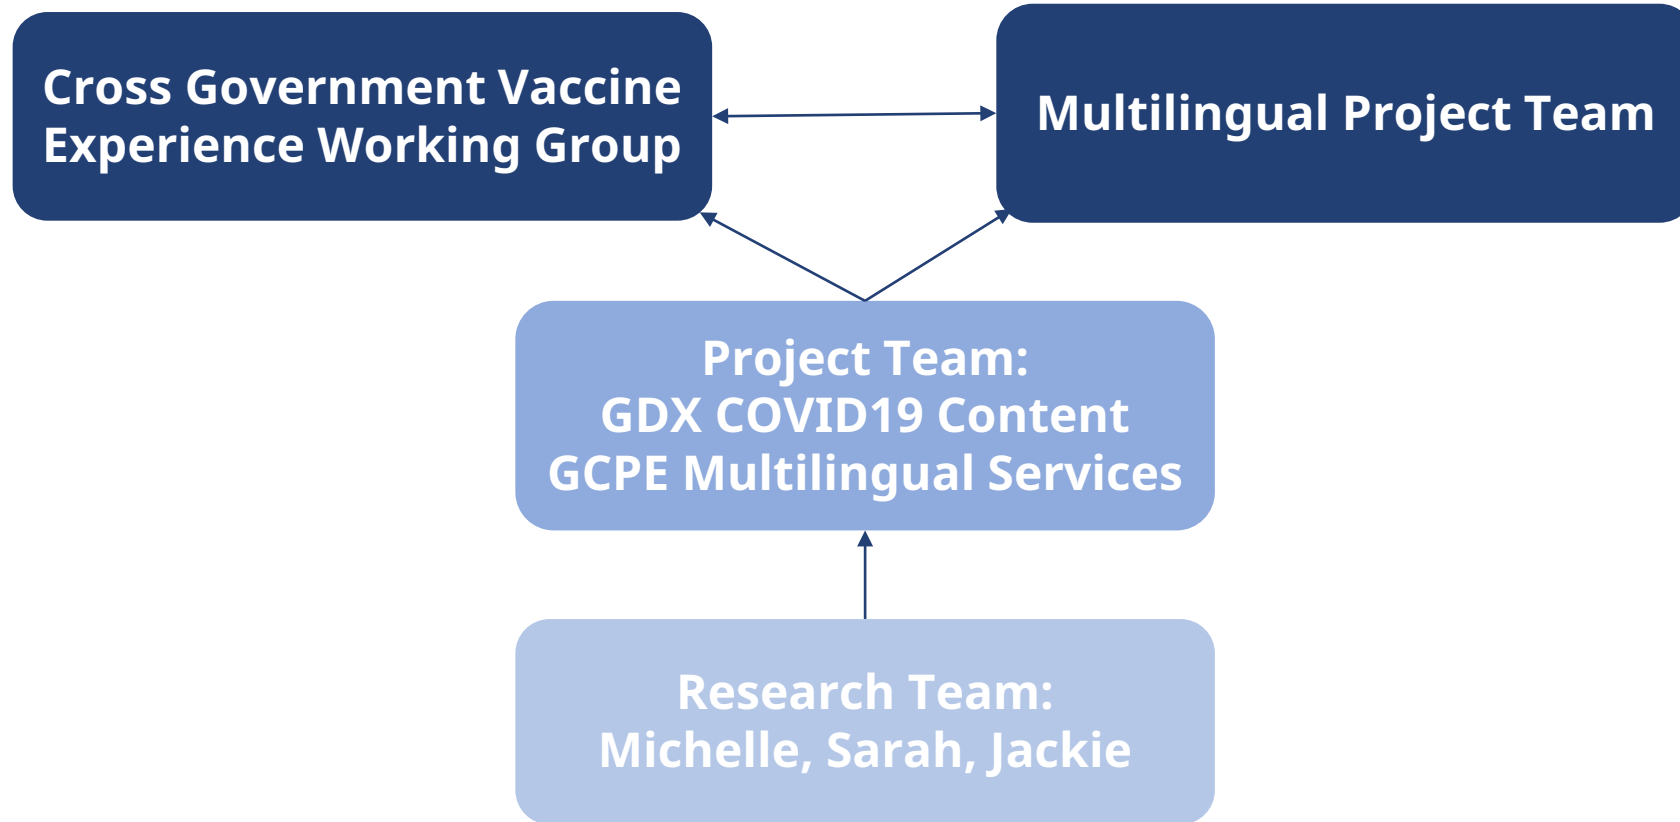 Cross Government Vaccine
Experience Working Group
Multilingual Project Team
Project Team:
GDX COVID19 Content
GCPE Multilingual Services
Research Team:
Michelle, Sarah, Jackie